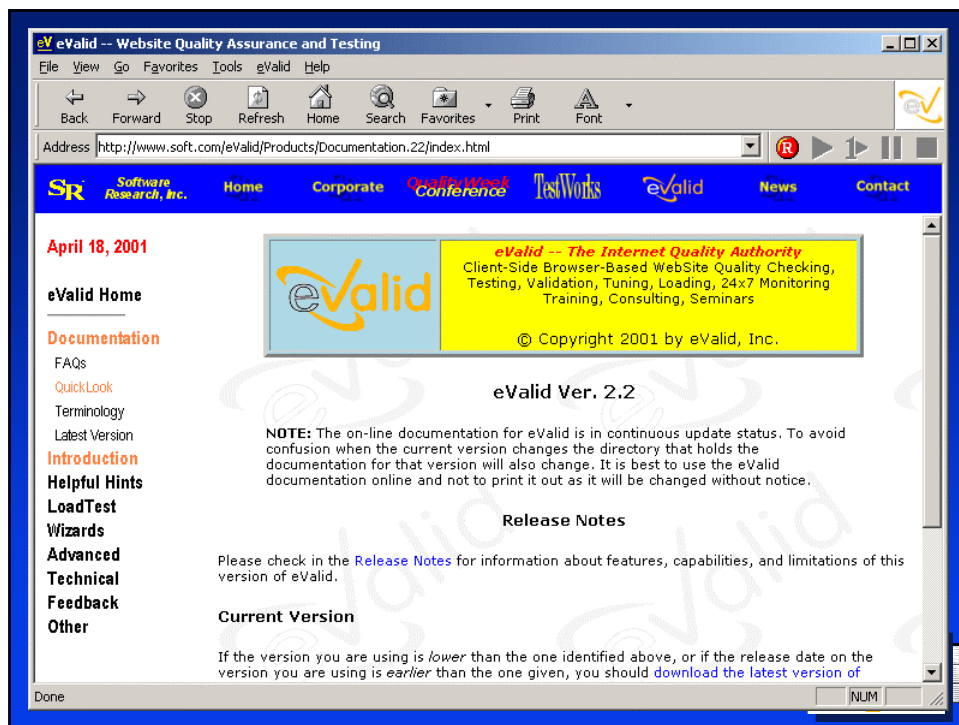 eV eValid -- Website Quality Assurance and Testing
File View Go Favorites Tools eValid Help
Back Forward Stop Refresh Home Search Favorites Print Font
eV
Address http://www.soft.com/eValid/Products/Documentation.22/index.html
R 1
SR Software Research, Inc. Home Corporate QualityWeek Conference TestWorks eValid News Contact
April 18, 2001
eValid Home
Documentation
FAQs
QuickLook
Terminology
Latest Version
Introduction
Helpful Hints
LoadTest
Wizards
Advanced
Technical
Feedback
Other
eValid
eValid -- The Internet Quality Authority
Client-Side Browser-Based WebSite Quality Checking,
Testing, Validation, Tuning, Loading, 24x7 Monitoring
Training, Consulting, Seminars
© Copyright 2001 by eValid, Inc.
eValid Ver. 2.2
NOTE: The on-line documentation for eValid is in continuous update status. To avoid
confusion when the current version changes the directory that holds the
documentation for that version will also change. It is best to use the eValid
documentation online and not to print it out as it will be changed without notice.
Release Notes
Please check in the Release Notes for information about features, capabilities, and limitations of this
version of eValid.
Current Version
If the version you are using is lower than the one identified above, or if the release date on the
version you are using is earlier than the one given, you should download the latest version of
Done NUM